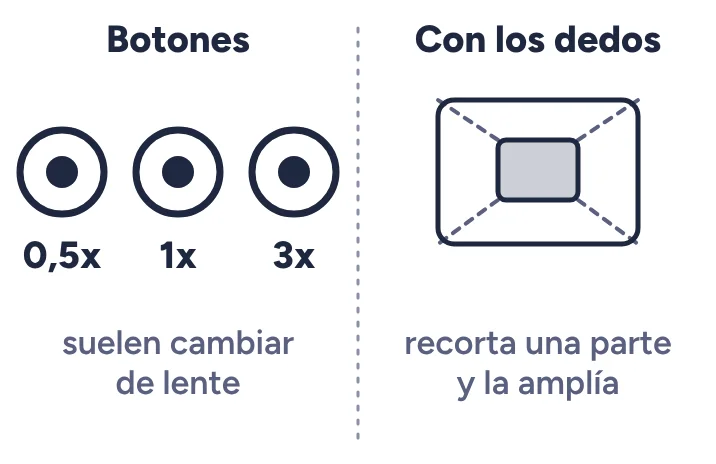 Botones
0,5x
1x
3x
suelen cambiar
de lente
Con los dedos
recorta una parte
y la amplía